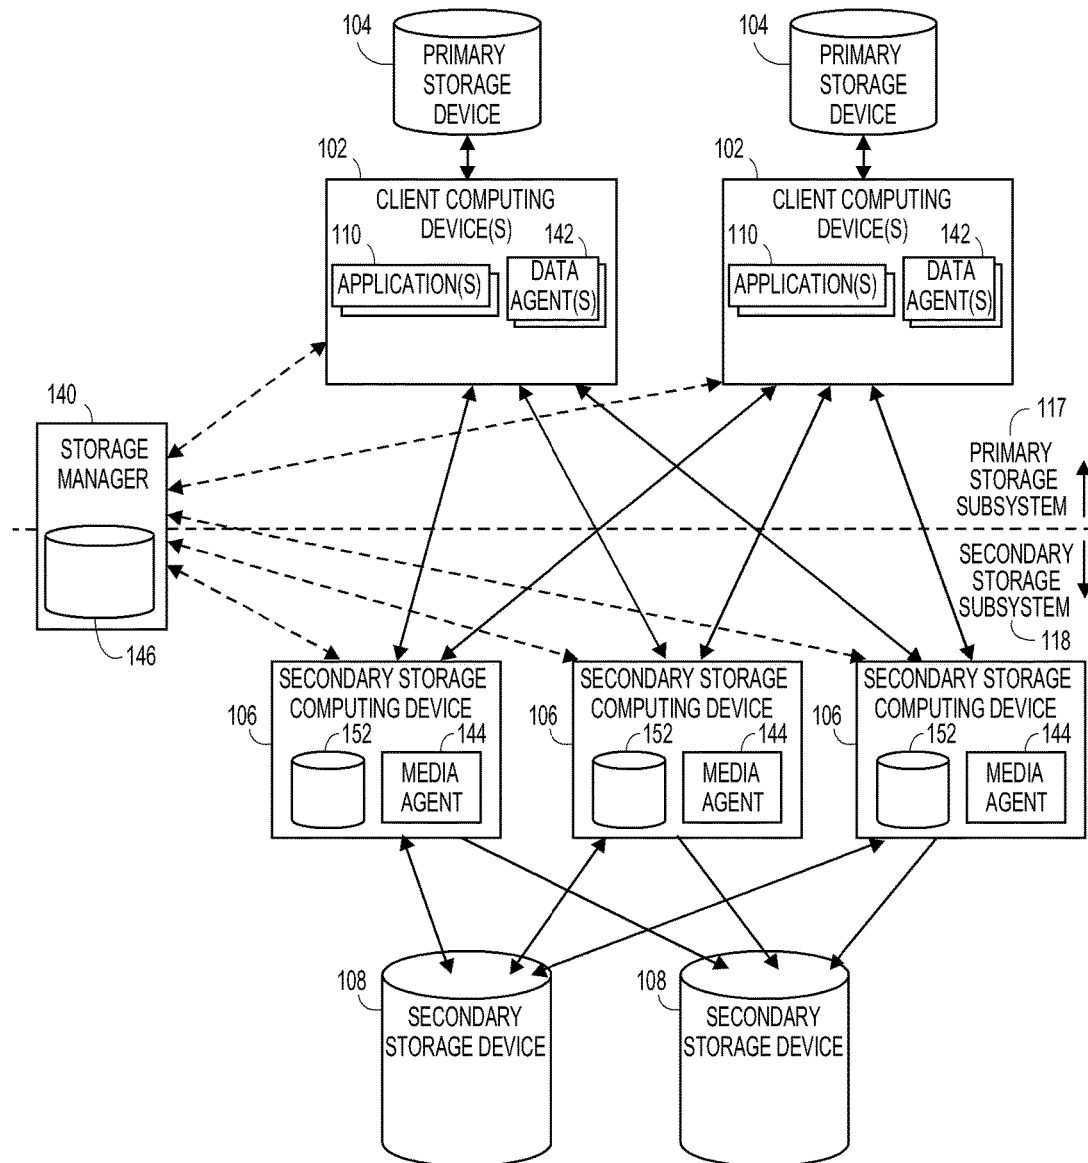 104
PRIMARY
STORAGE
DEVICE
104
PRIMARY
STORAGE
DEVICE
102
CLIENT COMPUTING
DEVICE(S)
110
142
APPLICATION(S)
DATA
AGENT(S)
102
CLIENT COMPUTING
DEVICE(S)
110
142
APPLICATION(S)
DATA
AGENT(S)
140
STORAGE
MANAGER
146
117
PRIMARY
STORAGE
SUBSYSTEM
SECONDARY
STORAGE
SUBSYSTEM
118
SECONDARY STORAGE
COMPUTING DEVICE
106
152
144
MEDIA
AGENT
SECONDARY STORAGE
COMPUTING DEVICE
106
152
144
MEDIA
AGENT
SECONDARY STORAGE
COMPUTING DEVICE
106
152
144
MEDIA
AGENT
108
SECONDARY
STORAGE DEVICE
108
SECONDARY
STORAGE DEVICE